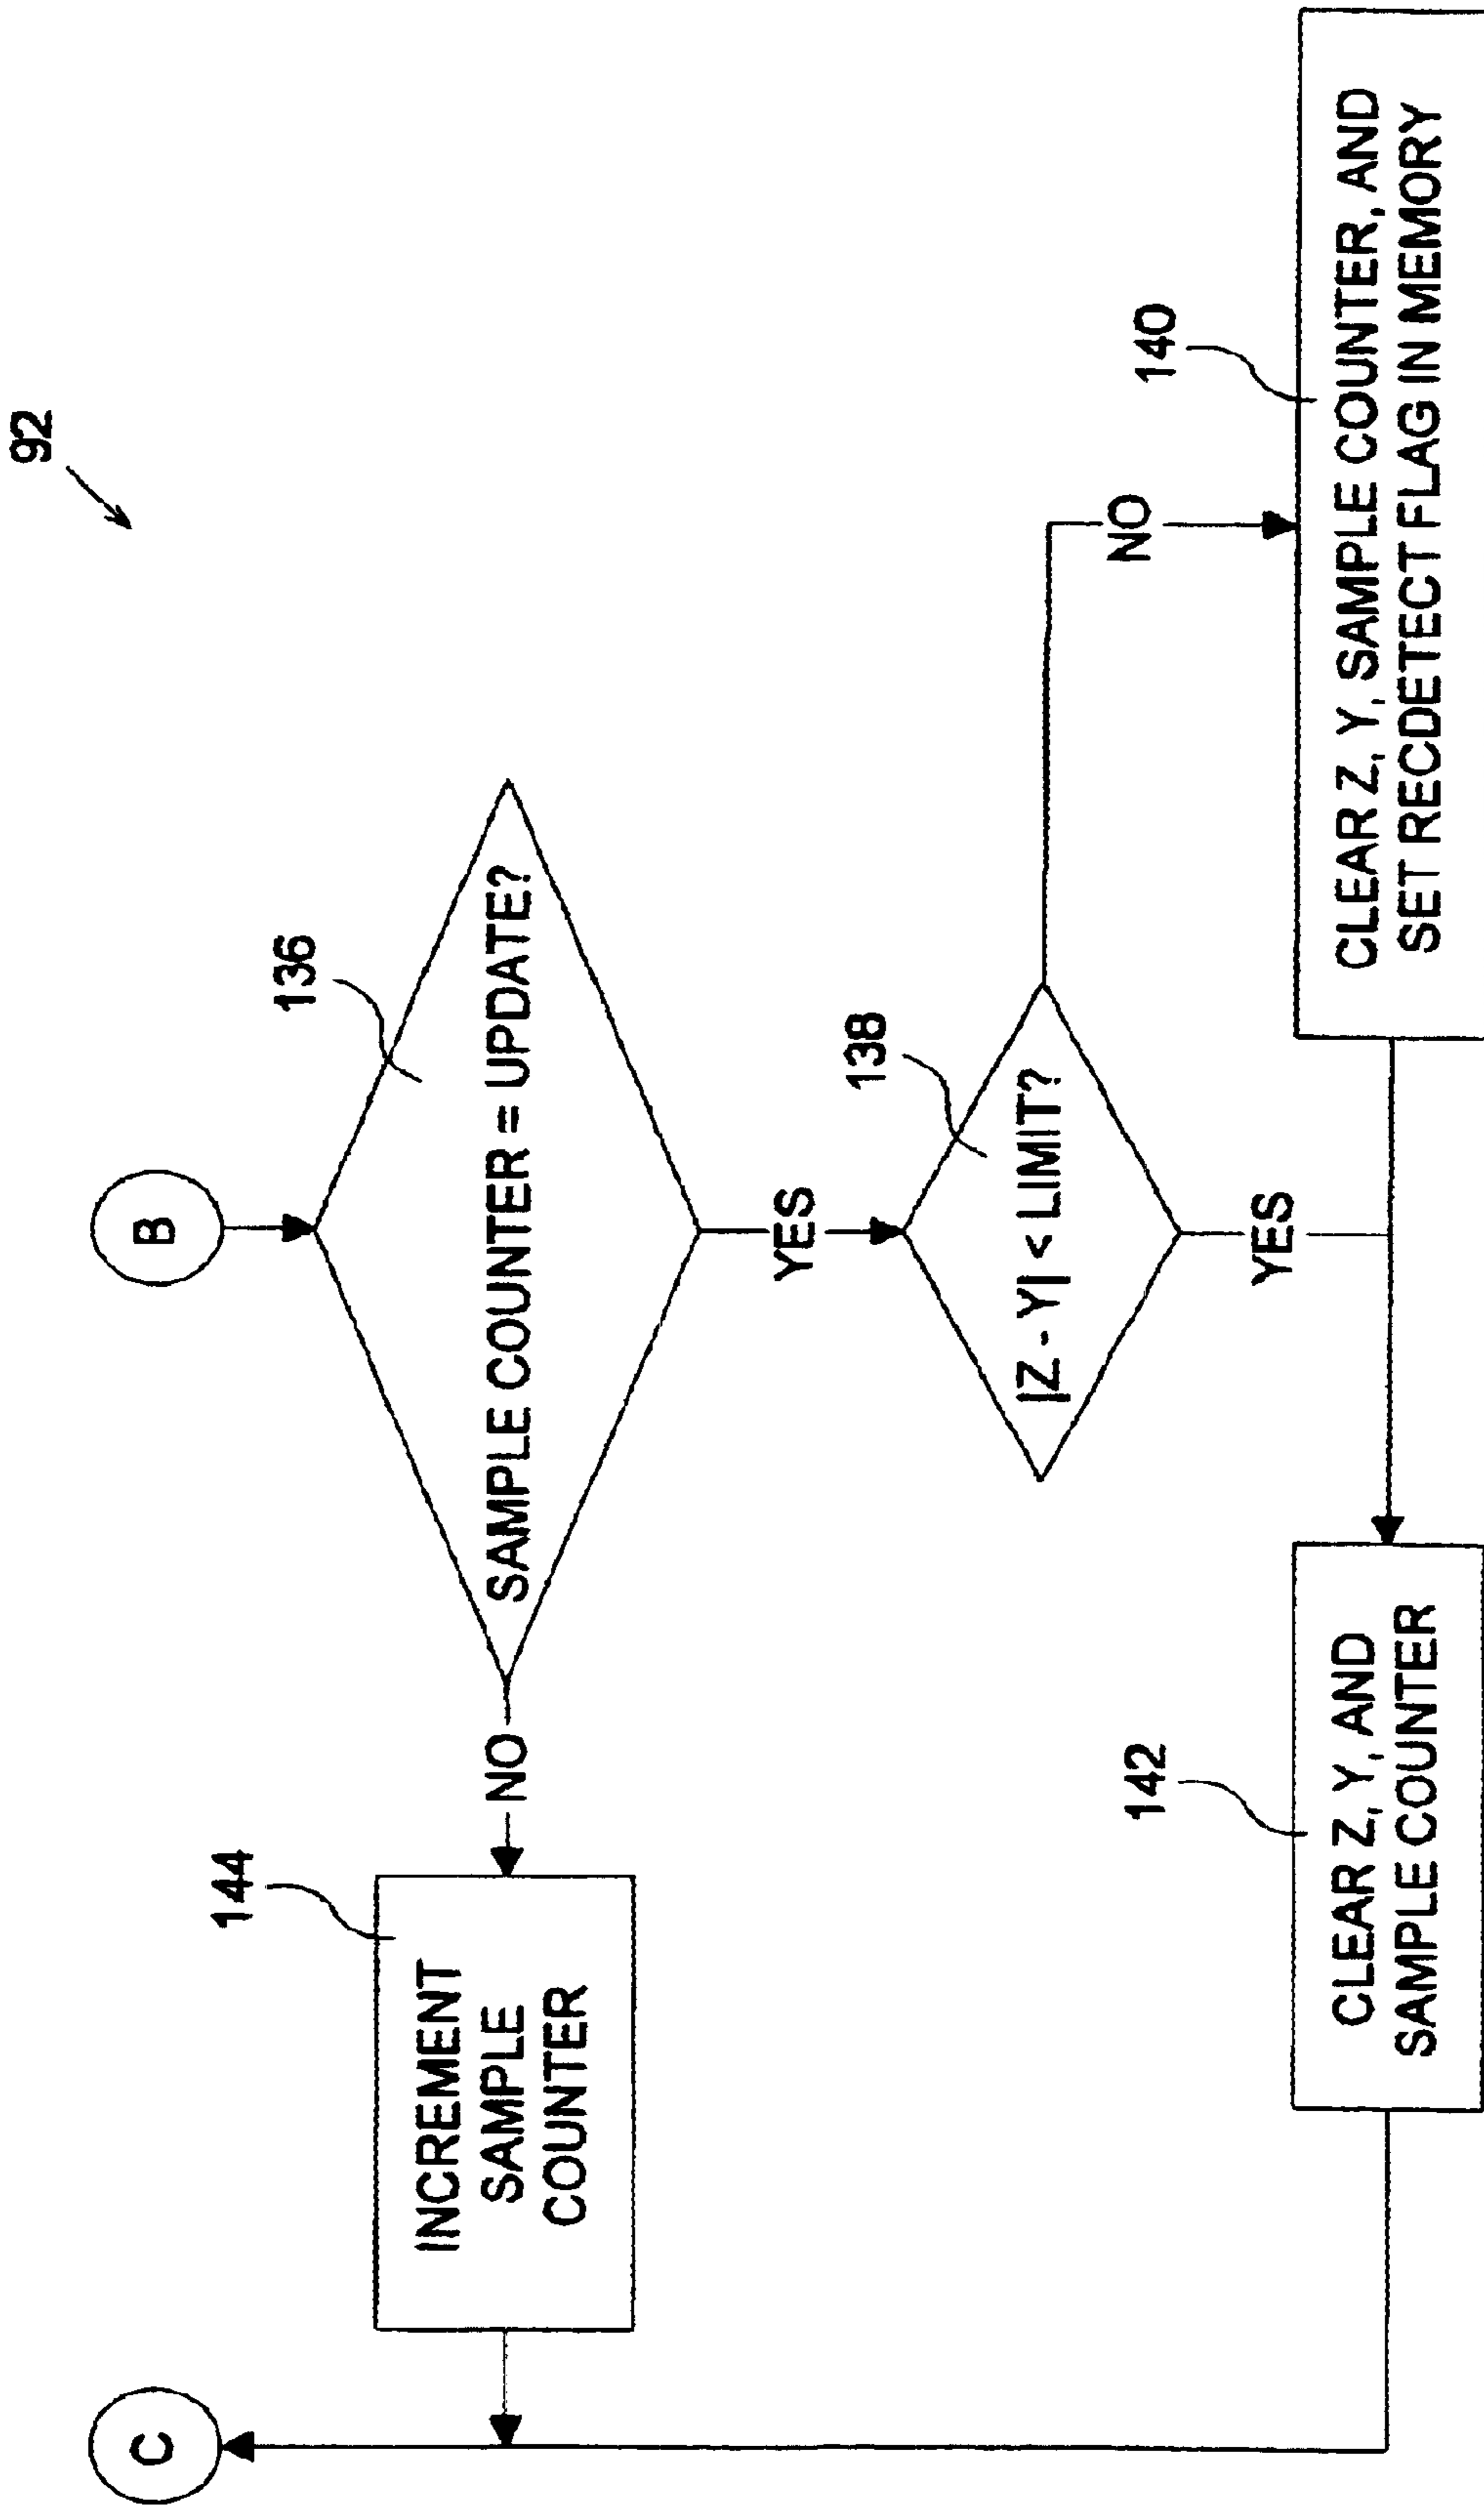 92
B
136
SAMPLE COUNTER = UPDATE?
NO
144
INCREMENT
SAMPLE
COUNTER
C
YES
138
|Z - Y| < LIMIT?
NO
140
CLEAR Z, Y, SAMPLE COUNTER, AND
SET RECDETECT FLAG IN MEMORY
YES
142
CLEAR Z, Y, AND
SAMPLE COUNTER